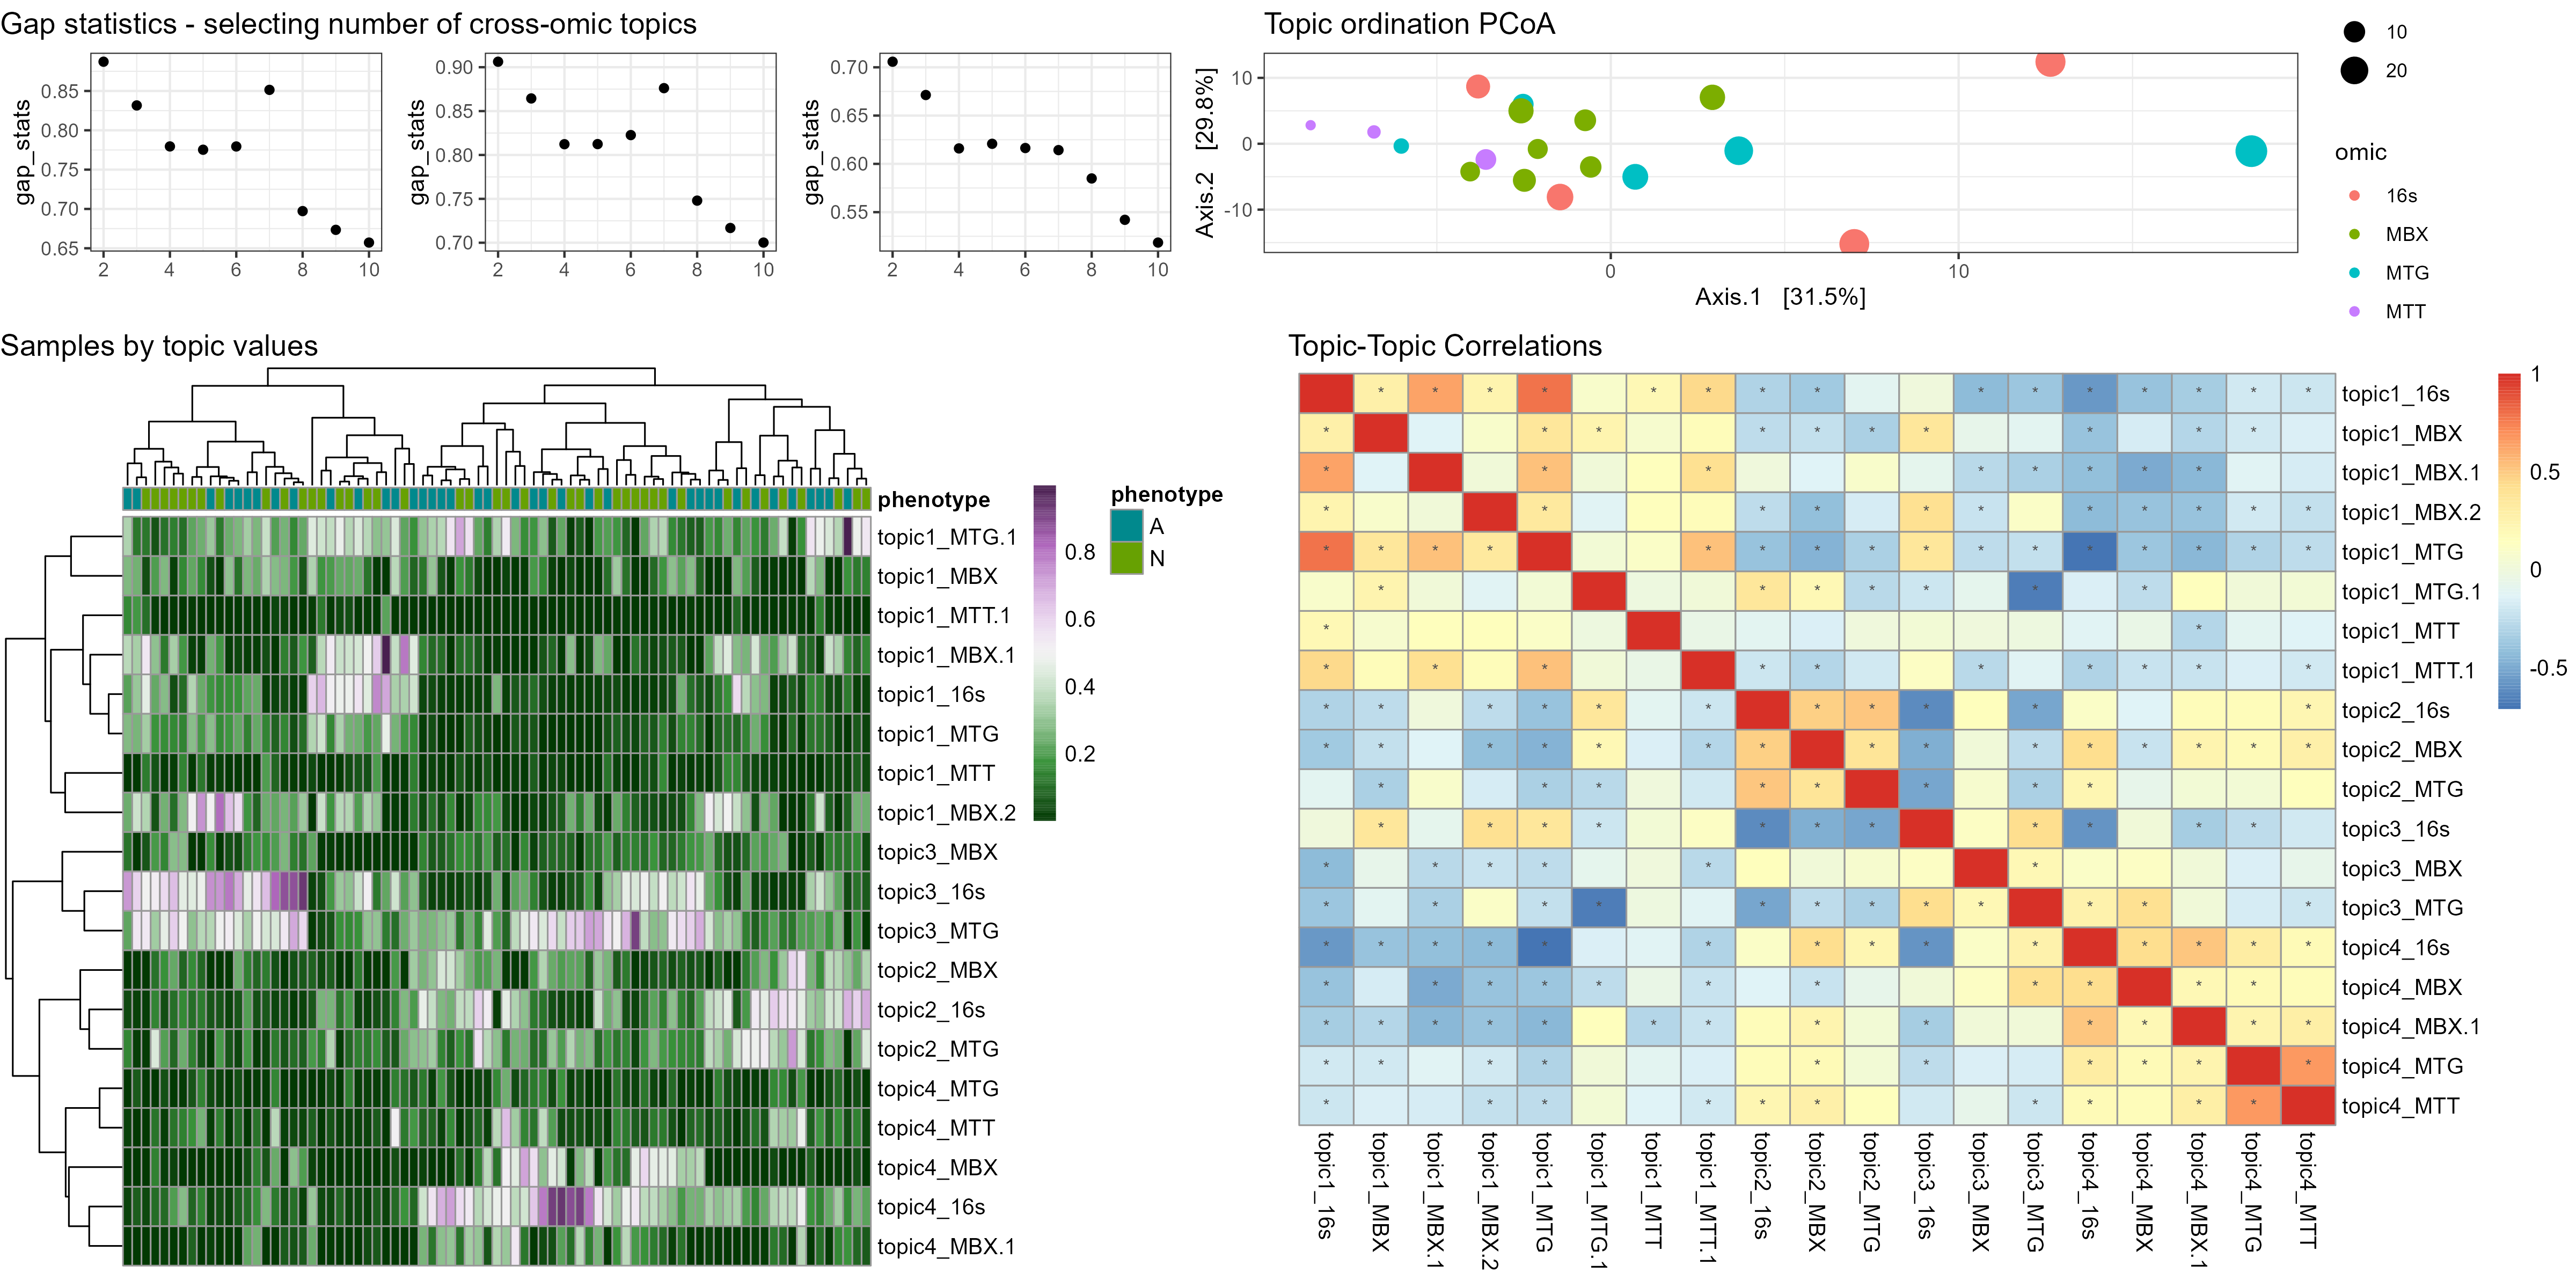 Gap statistics - selecting number of cross-omic topics
gap_stats
0.85
0.80
0.75
0.70
0.65
2 4 6 8 10
gap_stats
0.90
0.85
0.80
0.75
0.70
2 4 6 8 10
gap_stats
0.70
0.65
0.60
0.55
2 4 6 8 10
Topic ordination PCoA
Axis.2 [29.8%]
10
0
-10
0 10
Axis.1 [31.5%]
10
20
omic
16s
MBX
MTG
MTT
Samples by topic values
phenotype
topic1_MTG.1
topic1_MBX
topic1_MTT.1
topic1_MBX.1
topic1_16s
topic1_MTG
topic1_MTT
topic1_MBX.2
topic3_MBX
topic3_16s
topic3_MTG
topic2_MBX
topic2_16s
topic2_MTG
topic4_MTG
topic4_MTT
topic4_MBX
topic4_16s
topic4_MBX.1
0.8
0.6
0.4
0.2
phenotype
A
N
Topic-Topic Correlations
topic1_16s
topic1_MBX
topic1_MBX.1
topic1_MBX.2
topic1_MTG
topic1_MTG.1
topic1_MTT
topic1_MTT.1
topic2_16s
topic2_MBX
topic2_MTG
topic3_16s
topic3_MBX
topic3_MTG
topic4_16s
topic4_MBX
topic4_MBX.1
topic4_MTG
topic4_MTT
topic1_16s
topic1_MBX
topic1_MBX.1
topic1_MBX.2
topic1_MTG
topic1_MTG.1
topic1_MTT
topic1_MTT.1
topic2_16s
topic2_MBX
topic2_MTG
topic3_16s
topic3_MBX
topic3_MTG
topic4_16s
topic4_MBX
topic4_MBX.1
topic4_MTG
topic4_MTT
1
0.5
0
-0.5